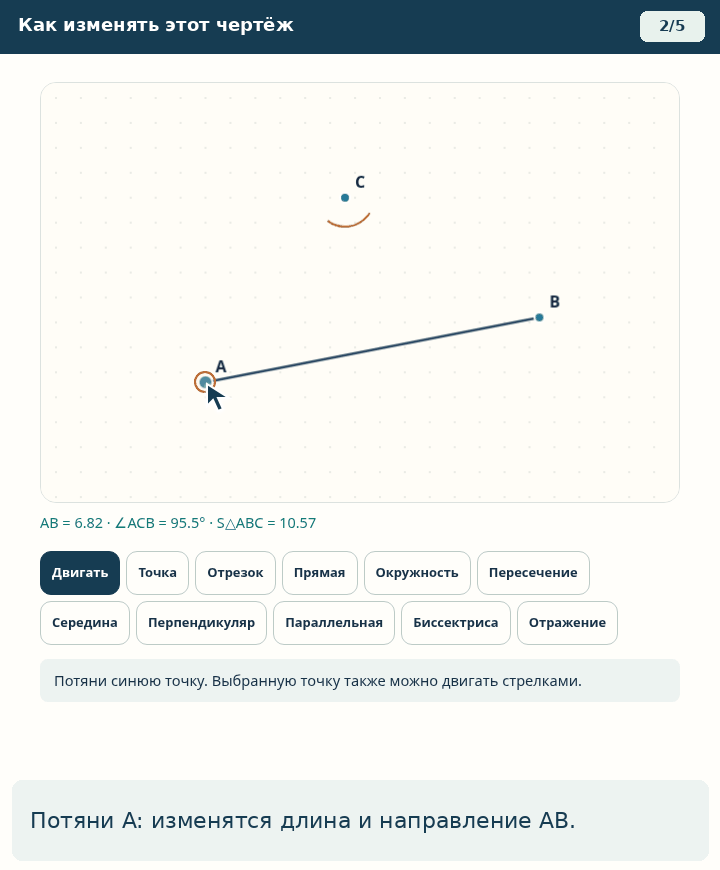 Как изменять этот чертёж
2/5
C
B
A
AB = 6.82 · ∠ACB = 95.5° · S△ABC = 10.57
Двигать Точка Отрезок Прямая Окружность Пересечение
Середина Перпендикуляр Параллельная Биссектриса Отражение
Потяни синюю точку. Выбранную точку также можно двигать стрелками.
Потяни A: изменятся длина и направление AB.